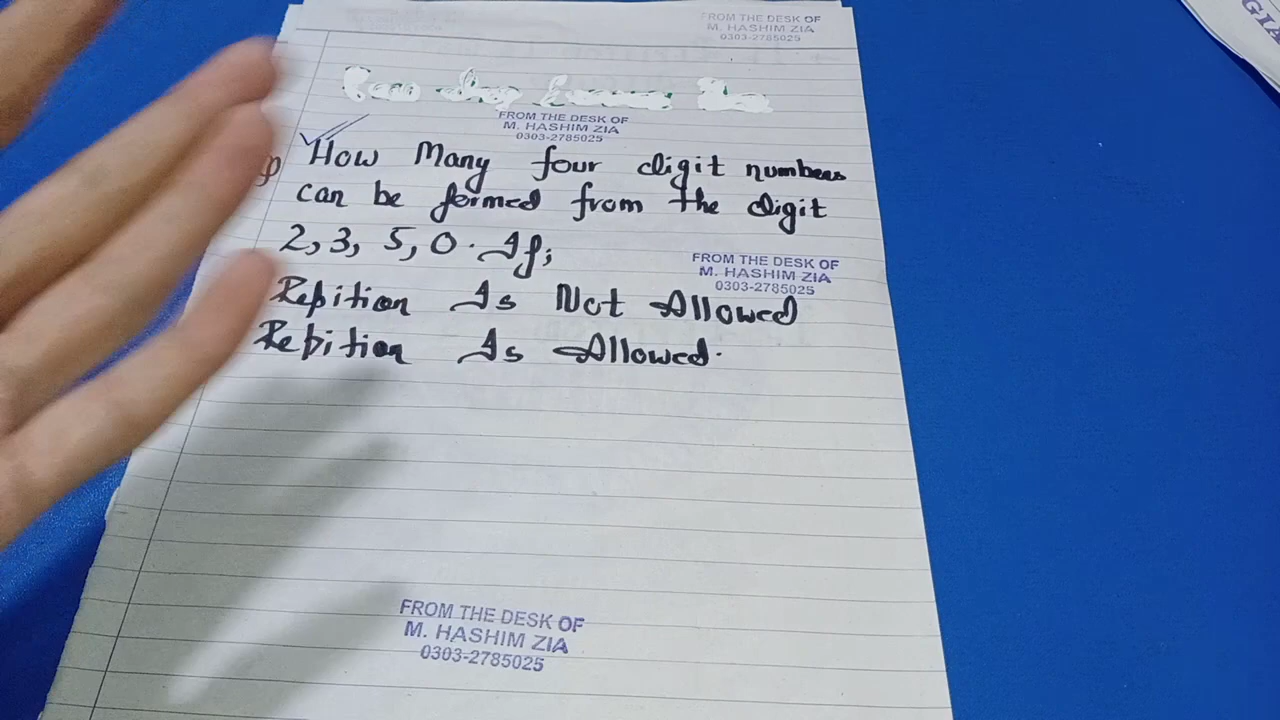 FROM THE DESK OF
M. HASHIM ZIA
0303-2785025
FROM THE DESK OF
M. HASHIM ZIA
0303-2785025
How Many four digit numbers
can be formed from the digit
2, 3, 5, 0. If;
FROM THE DESK OF
M. HASHIM ZIA
0303-2785025
Repition Is Not Allowed
Repition Is Allowed.
FROM THE DESK OF
M. HASHIM ZIA
0303-2785025